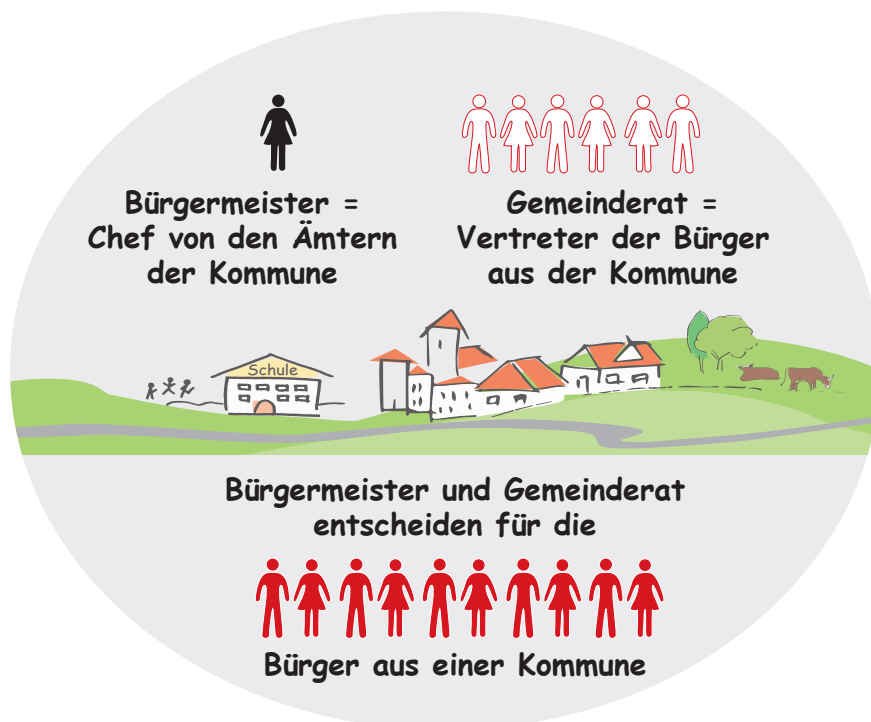 Bürgermeister =
Chef von den Ämtern
der Kommune
Gemeinderat =
Vertreter der Bürger
aus der Kommune
Schule
Bürgermeister und Gemeinderat
entscheiden für die
Bürger aus einer Kommune